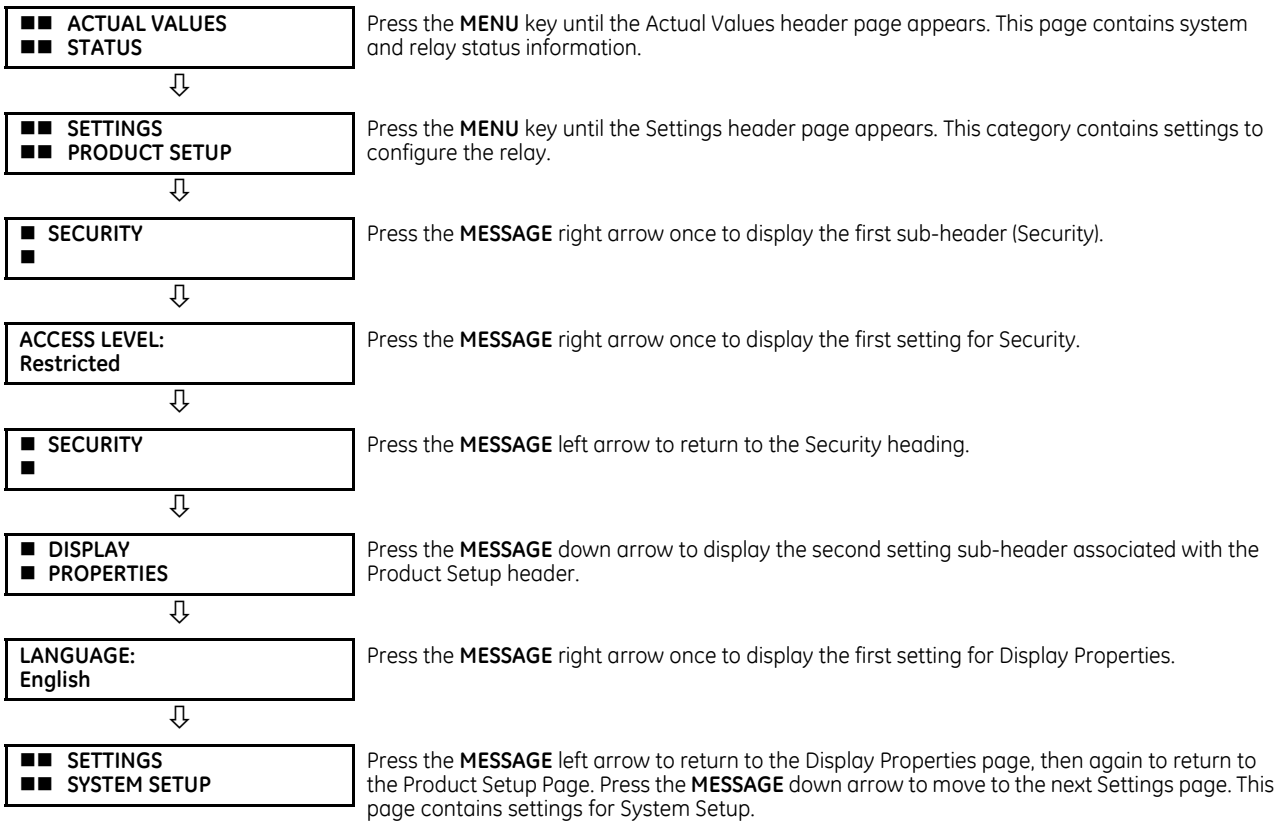 ■■ ACTUAL VALUES
■■ STATUS
Press the MENU key until the Actual Values header page appears. This page contains system
and relay status information.
⇩
■■ SETTINGS
■■ PRODUCT SETUP
Press the MENU key until the Settings header page appears. This category contains settings to
configure the relay.
⇩
■ SECURITY
■
Press the MESSAGE right arrow once to display the first sub-header (Security).
⇩
ACCESS LEVEL:
Restricted
Press the MESSAGE right arrow once to display the first setting for Security.
⇩
■ SECURITY
■
Press the MESSAGE left arrow to return to the Security heading.
⇩
■ DISPLAY
■ PROPERTIES
Press the MESSAGE down arrow to display the second setting sub-header associated with the
Product Setup header.
⇩
LANGUAGE:
English
Press the MESSAGE right arrow once to display the first setting for Display Properties.
⇩
■■ SETTINGS
■■ SYSTEM SETUP
Press the MESSAGE left arrow to return to the Display Properties page, then again to return to
the Product Setup Page. Press the MESSAGE down arrow to move to the next Settings page. This
page contains settings for System Setup.